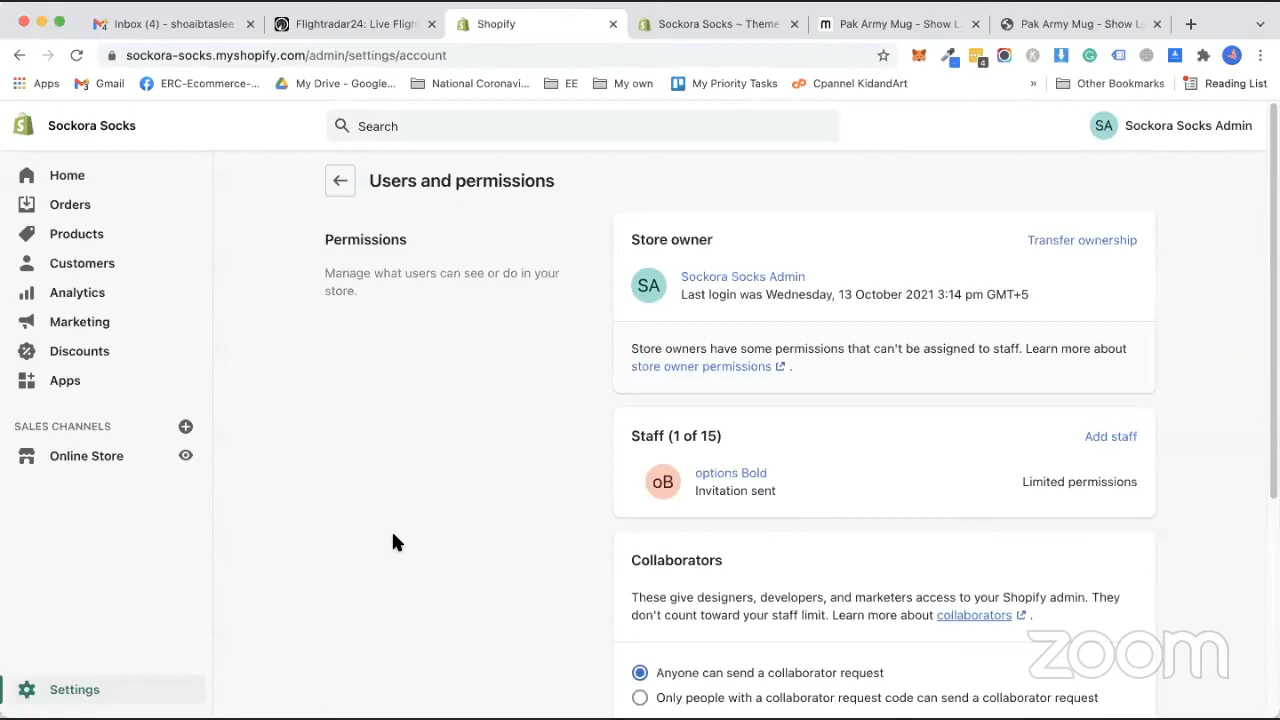 Inbox (4) - shoaibtaslee
Flightradar24: Live Fligh
Shopify
Sockora Socks ~ Theme
Pak Army Mug - Show L
Pak Army Mug - Show L
sockora-socks.myshopify.com/admin/settings/account
4
Apps
Gmail
ERC-Ecommerce-...
My Drive - Google...
National Coronavi...
EE
My own
My Priority Tasks
Cpannel KidandArt
»
Other Bookmarks
Reading List
Sockora Socks
Search
SA
Sockora Socks Admin
Home
Orders
Products
Customers
Analytics
Marketing
Discounts
Apps
SALES CHANNELS
Online Store
Settings
Users and permissions
Permissions
Manage what users can see or do in your
store.
Store owner
Transfer ownership
SA
Sockora Socks Admin
Last login was Wednesday, 13 October 2021 3:14 pm GMT+5
Store owners have some permissions that can't be assigned to staff. Learn more about
store owner permissions .
Staff (1 of 15)
Add staff
oB
options Bold
Invitation sent
Limited permissions
Collaborators
These give designers, developers, and marketers access to your Shopify admin. They
don't count toward your staff limit. Learn more about collaborators .
Anyone can send a collaborator request
Only people with a collaborator request code can send a collaborator request
zoom